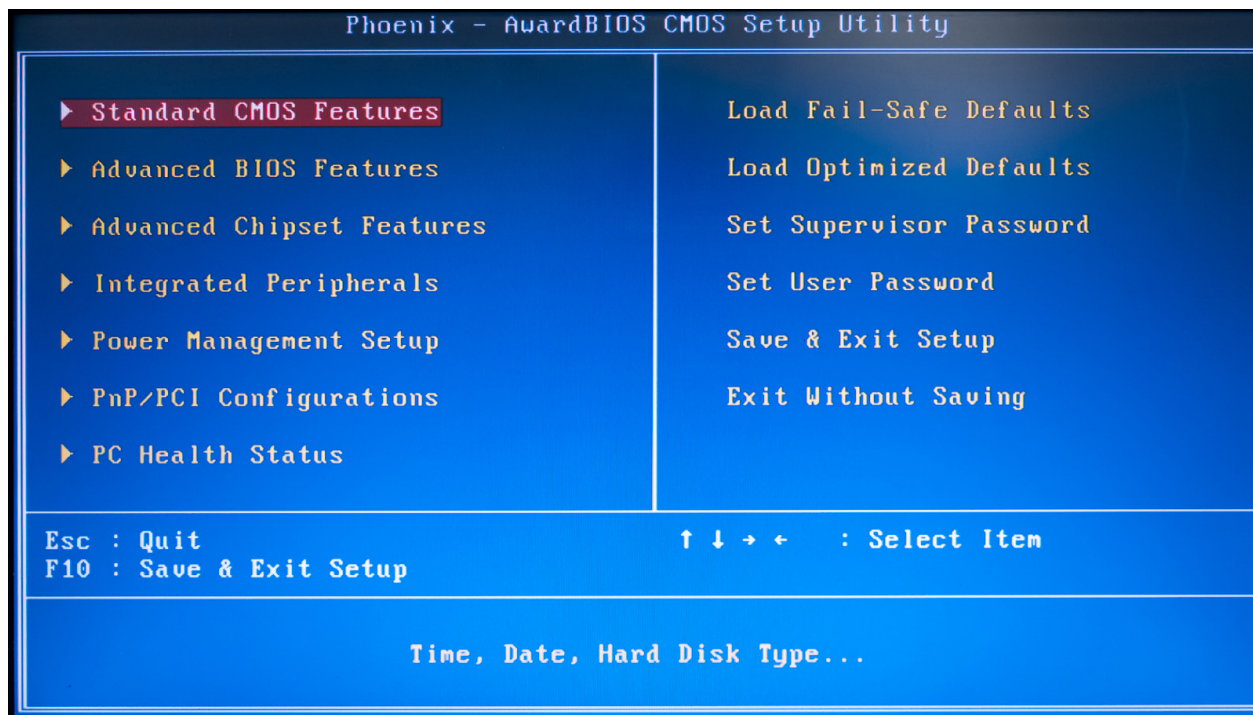 Phoenix - AwardBIOS CMOS Setup Utility
Standard CMOS Features
Advanced BIOS Features
Advanced Chipset Features
Integrated Peripherals
Power Management Setup
PnP/PCI Configurations
PC Health Status
Load Fail-Safe Defaults
Load Optimized Defaults
Set Supervisor Password
Set User Password
Save & Exit Setup
Exit Without Saving
Esc : Quit
F10 : Save & Exit Setup
↑ ↓ → ← : Select Item
Time, Date, Hard Disk Type...